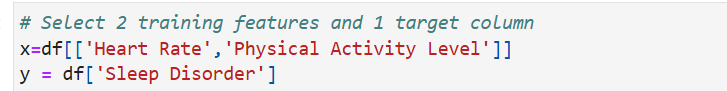 # Select 2 training features and 1 target column
x=df[['Heart Rate','Physical Activity Level']]
y = df['Sleep Disorder']